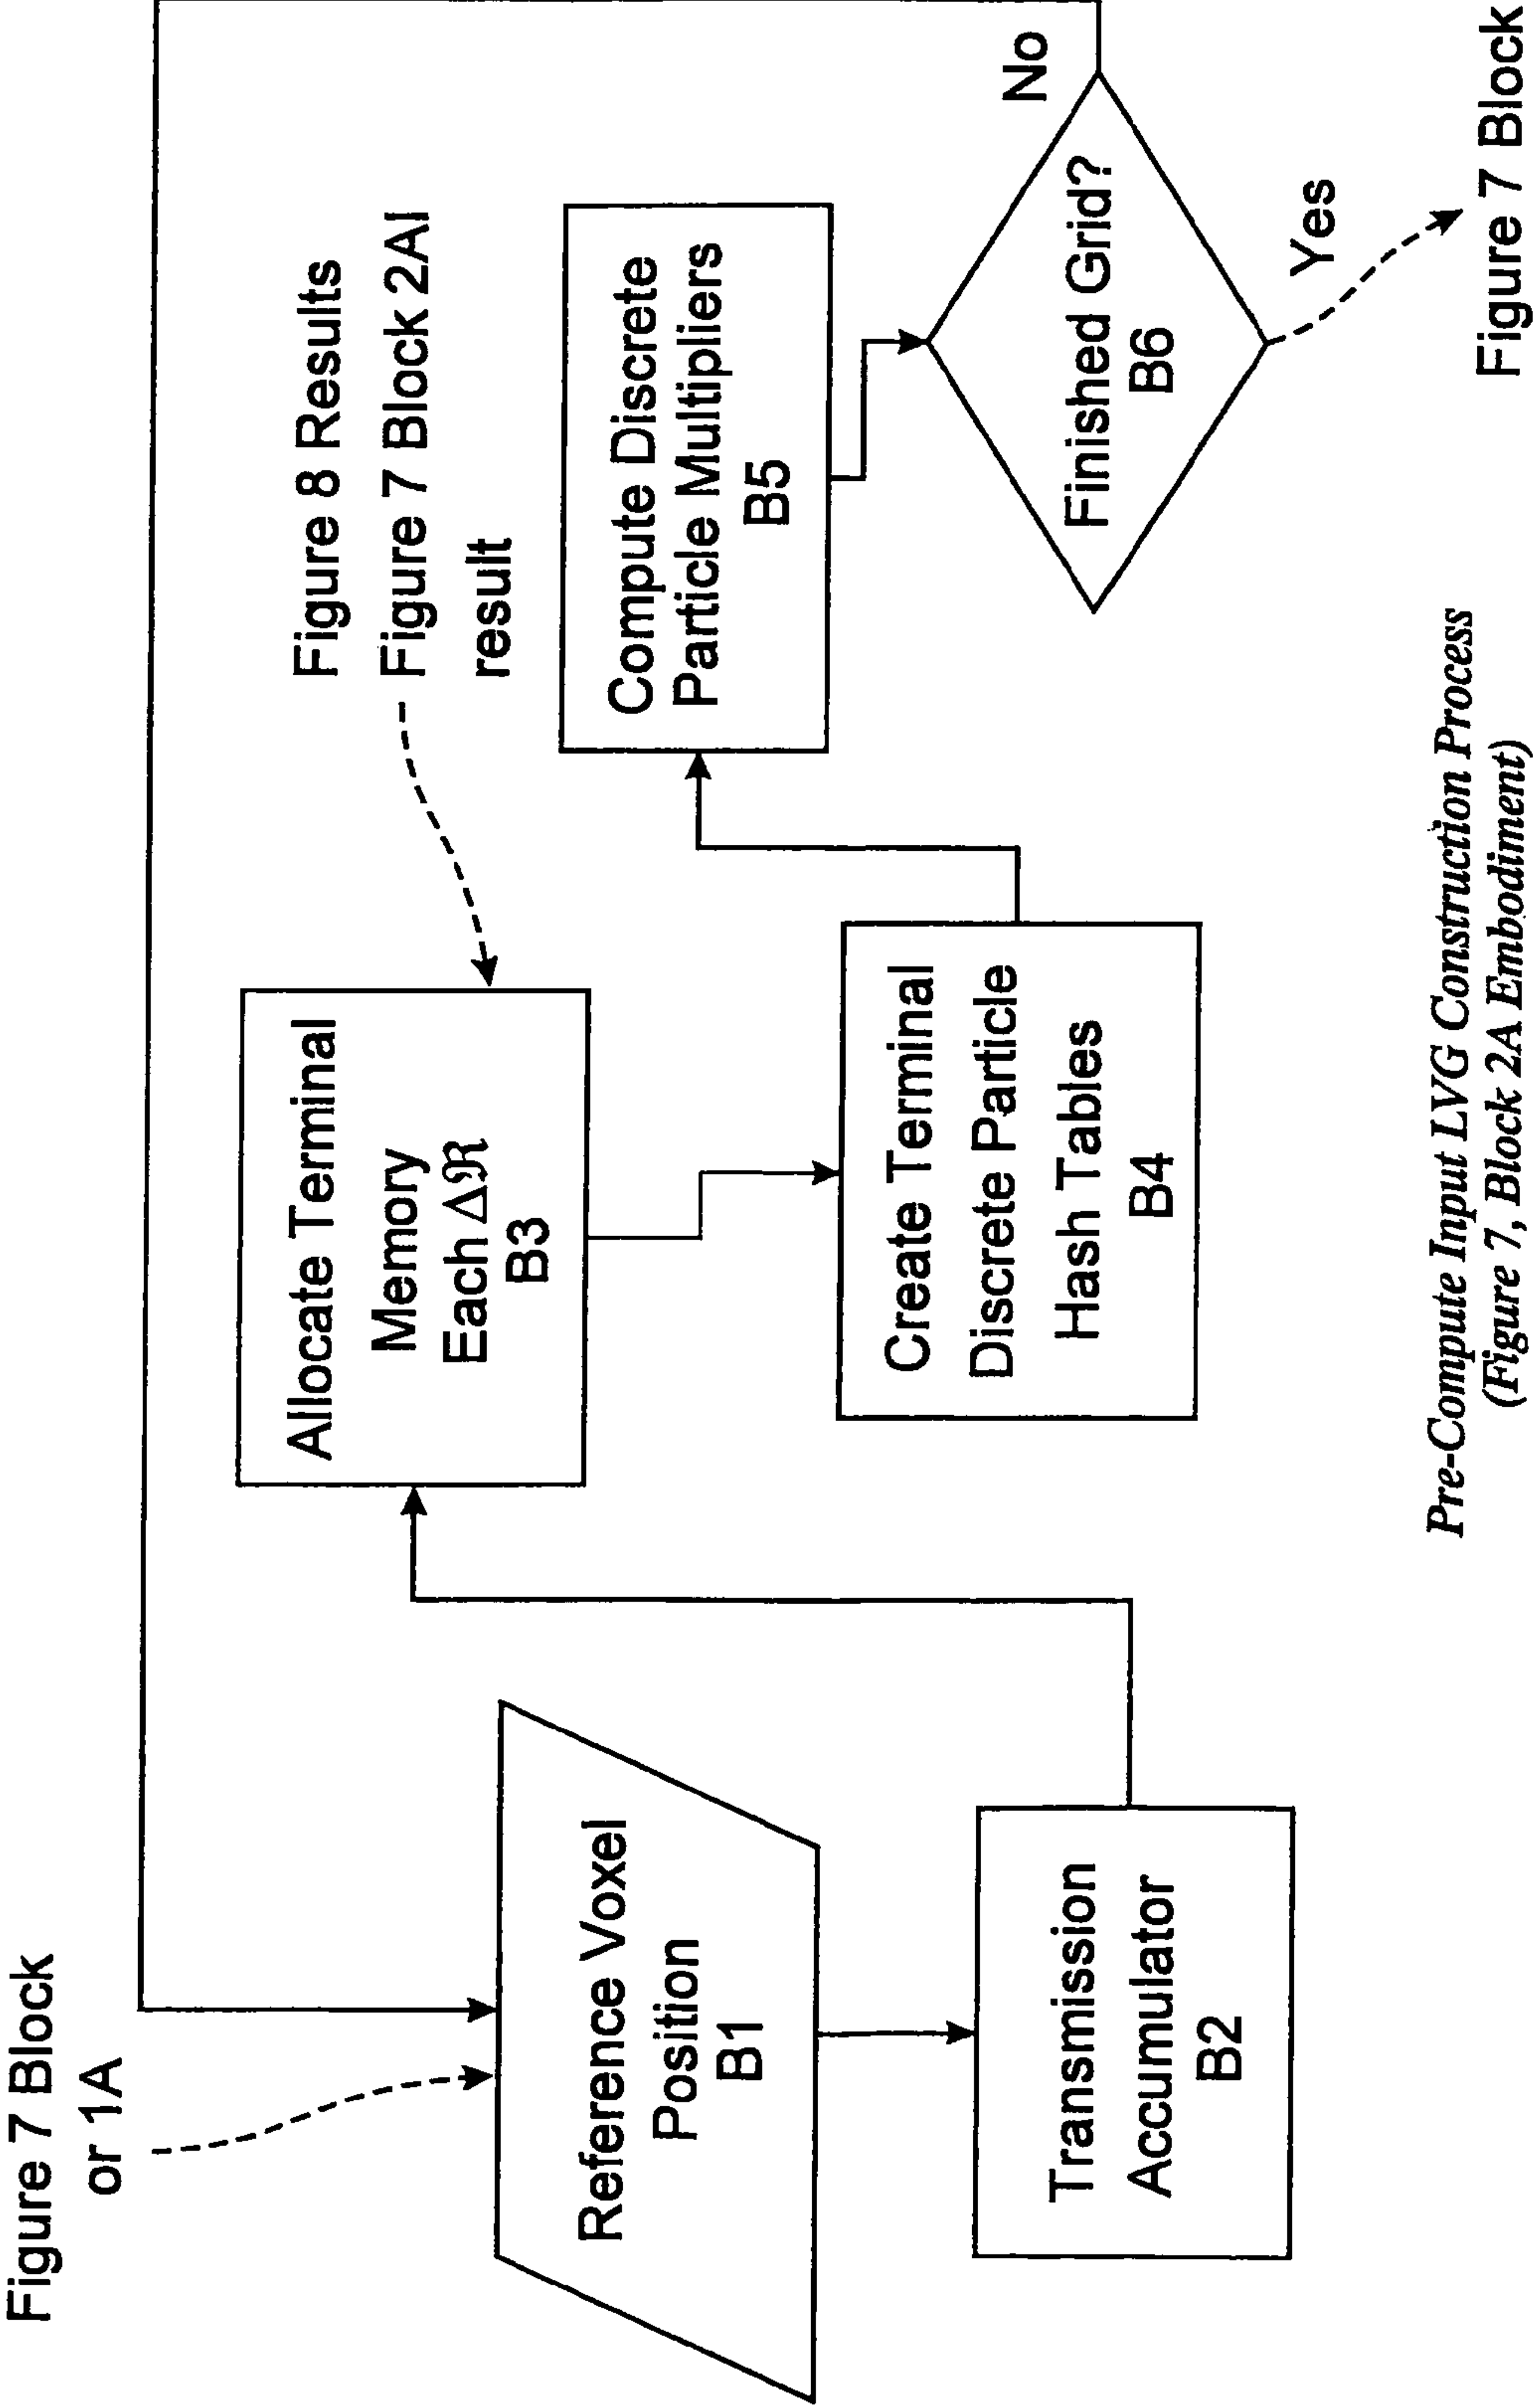 Figure 7 Block
or 1A
Reference Voxel
Position
B1
Transmission
Accumulator
B2
Allocate Terminal
Memory
Each Δℜ
B3
Figure 8 Results
Figure 7 Block 2AI
result
Create Terminal
Discrete Particle
Hash Tables
B4
Compute Discrete
Particle Multipliers
B5
Finished Grid?
B6
No
Yes
Figure 7 Block
Pre-Compute Input LVG Construction Process
(Figure 7, Block 2A Embodiment)